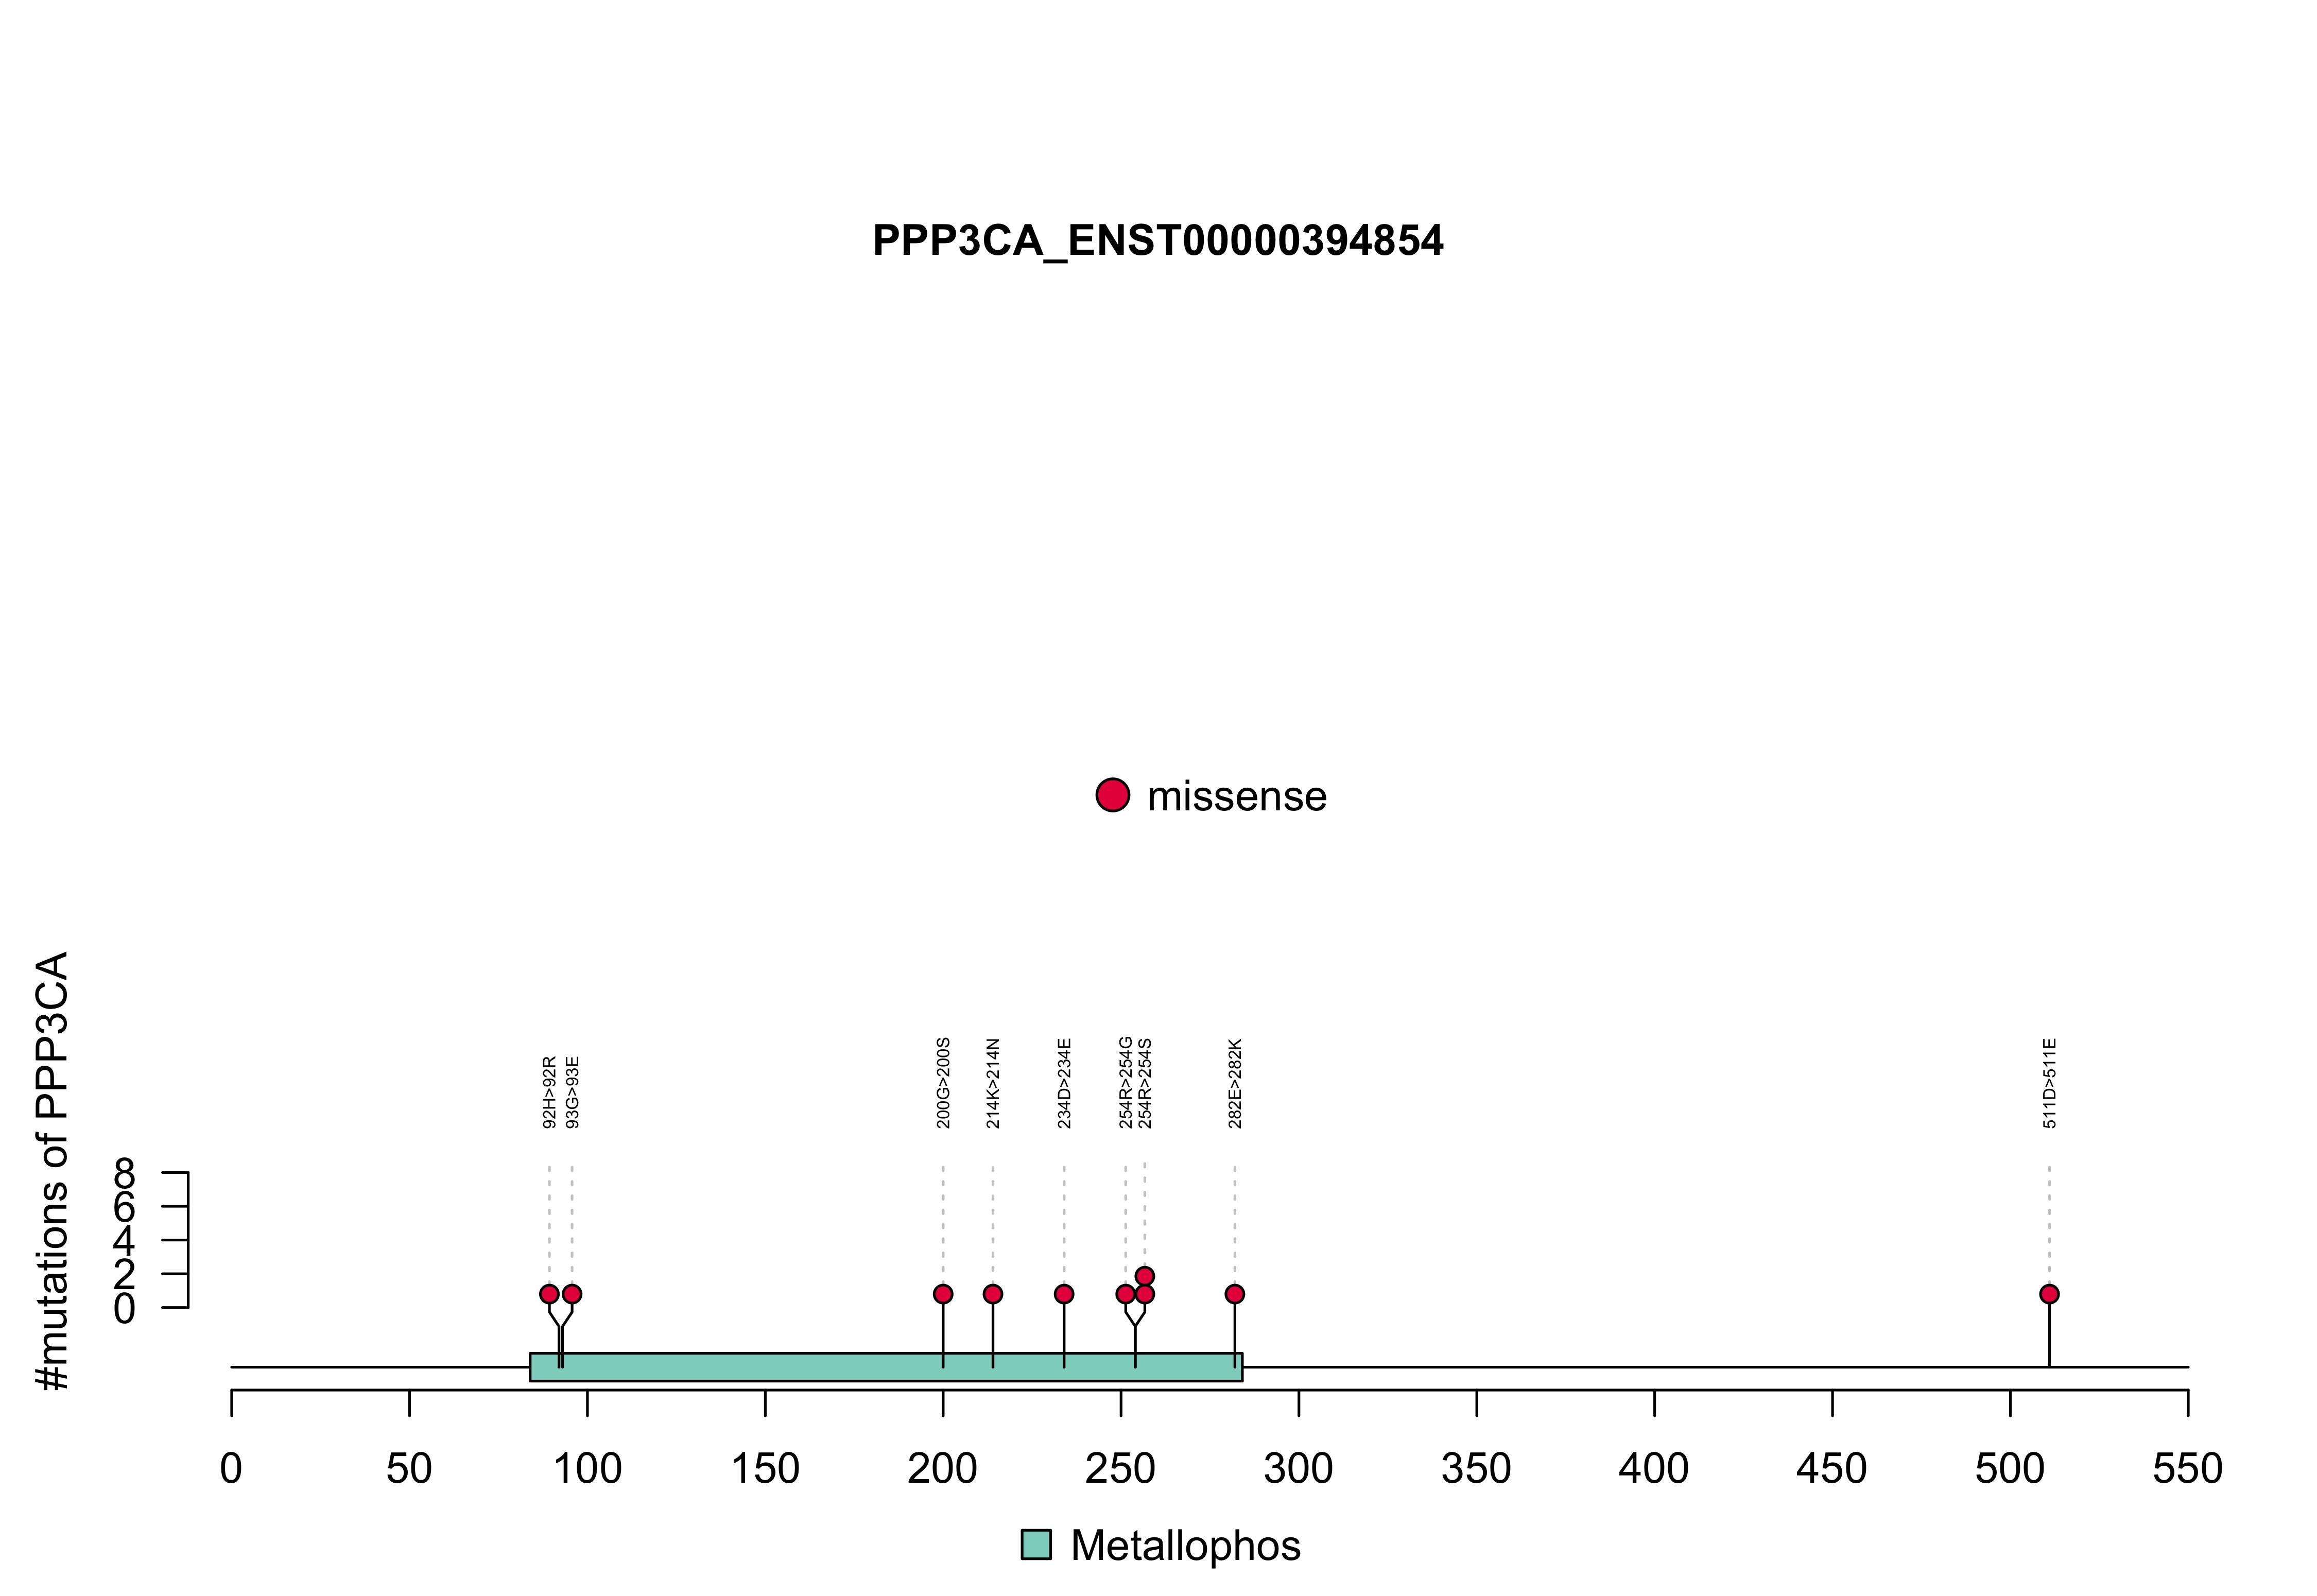 PPP3CA_ENST00000394854
missense
#mutations of PPP3CA
92H>92R
93G>93E
200G>200S
214K>214N
234D>234E
254R>254G
254R>254S
282E>282K
511D>511E
8
6
4
2
0
0 50 100 150 200 250 300 350 400 450 500 550
Metallophos